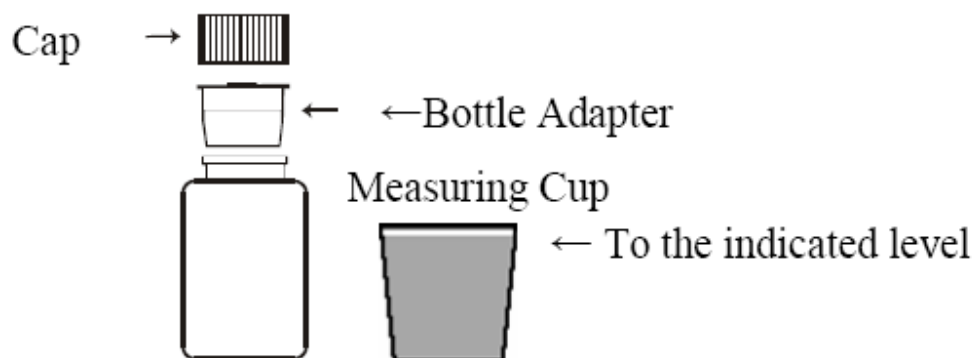 Cap →
← ←Bottle Adapter
Measuring Cup
← To the indicated level